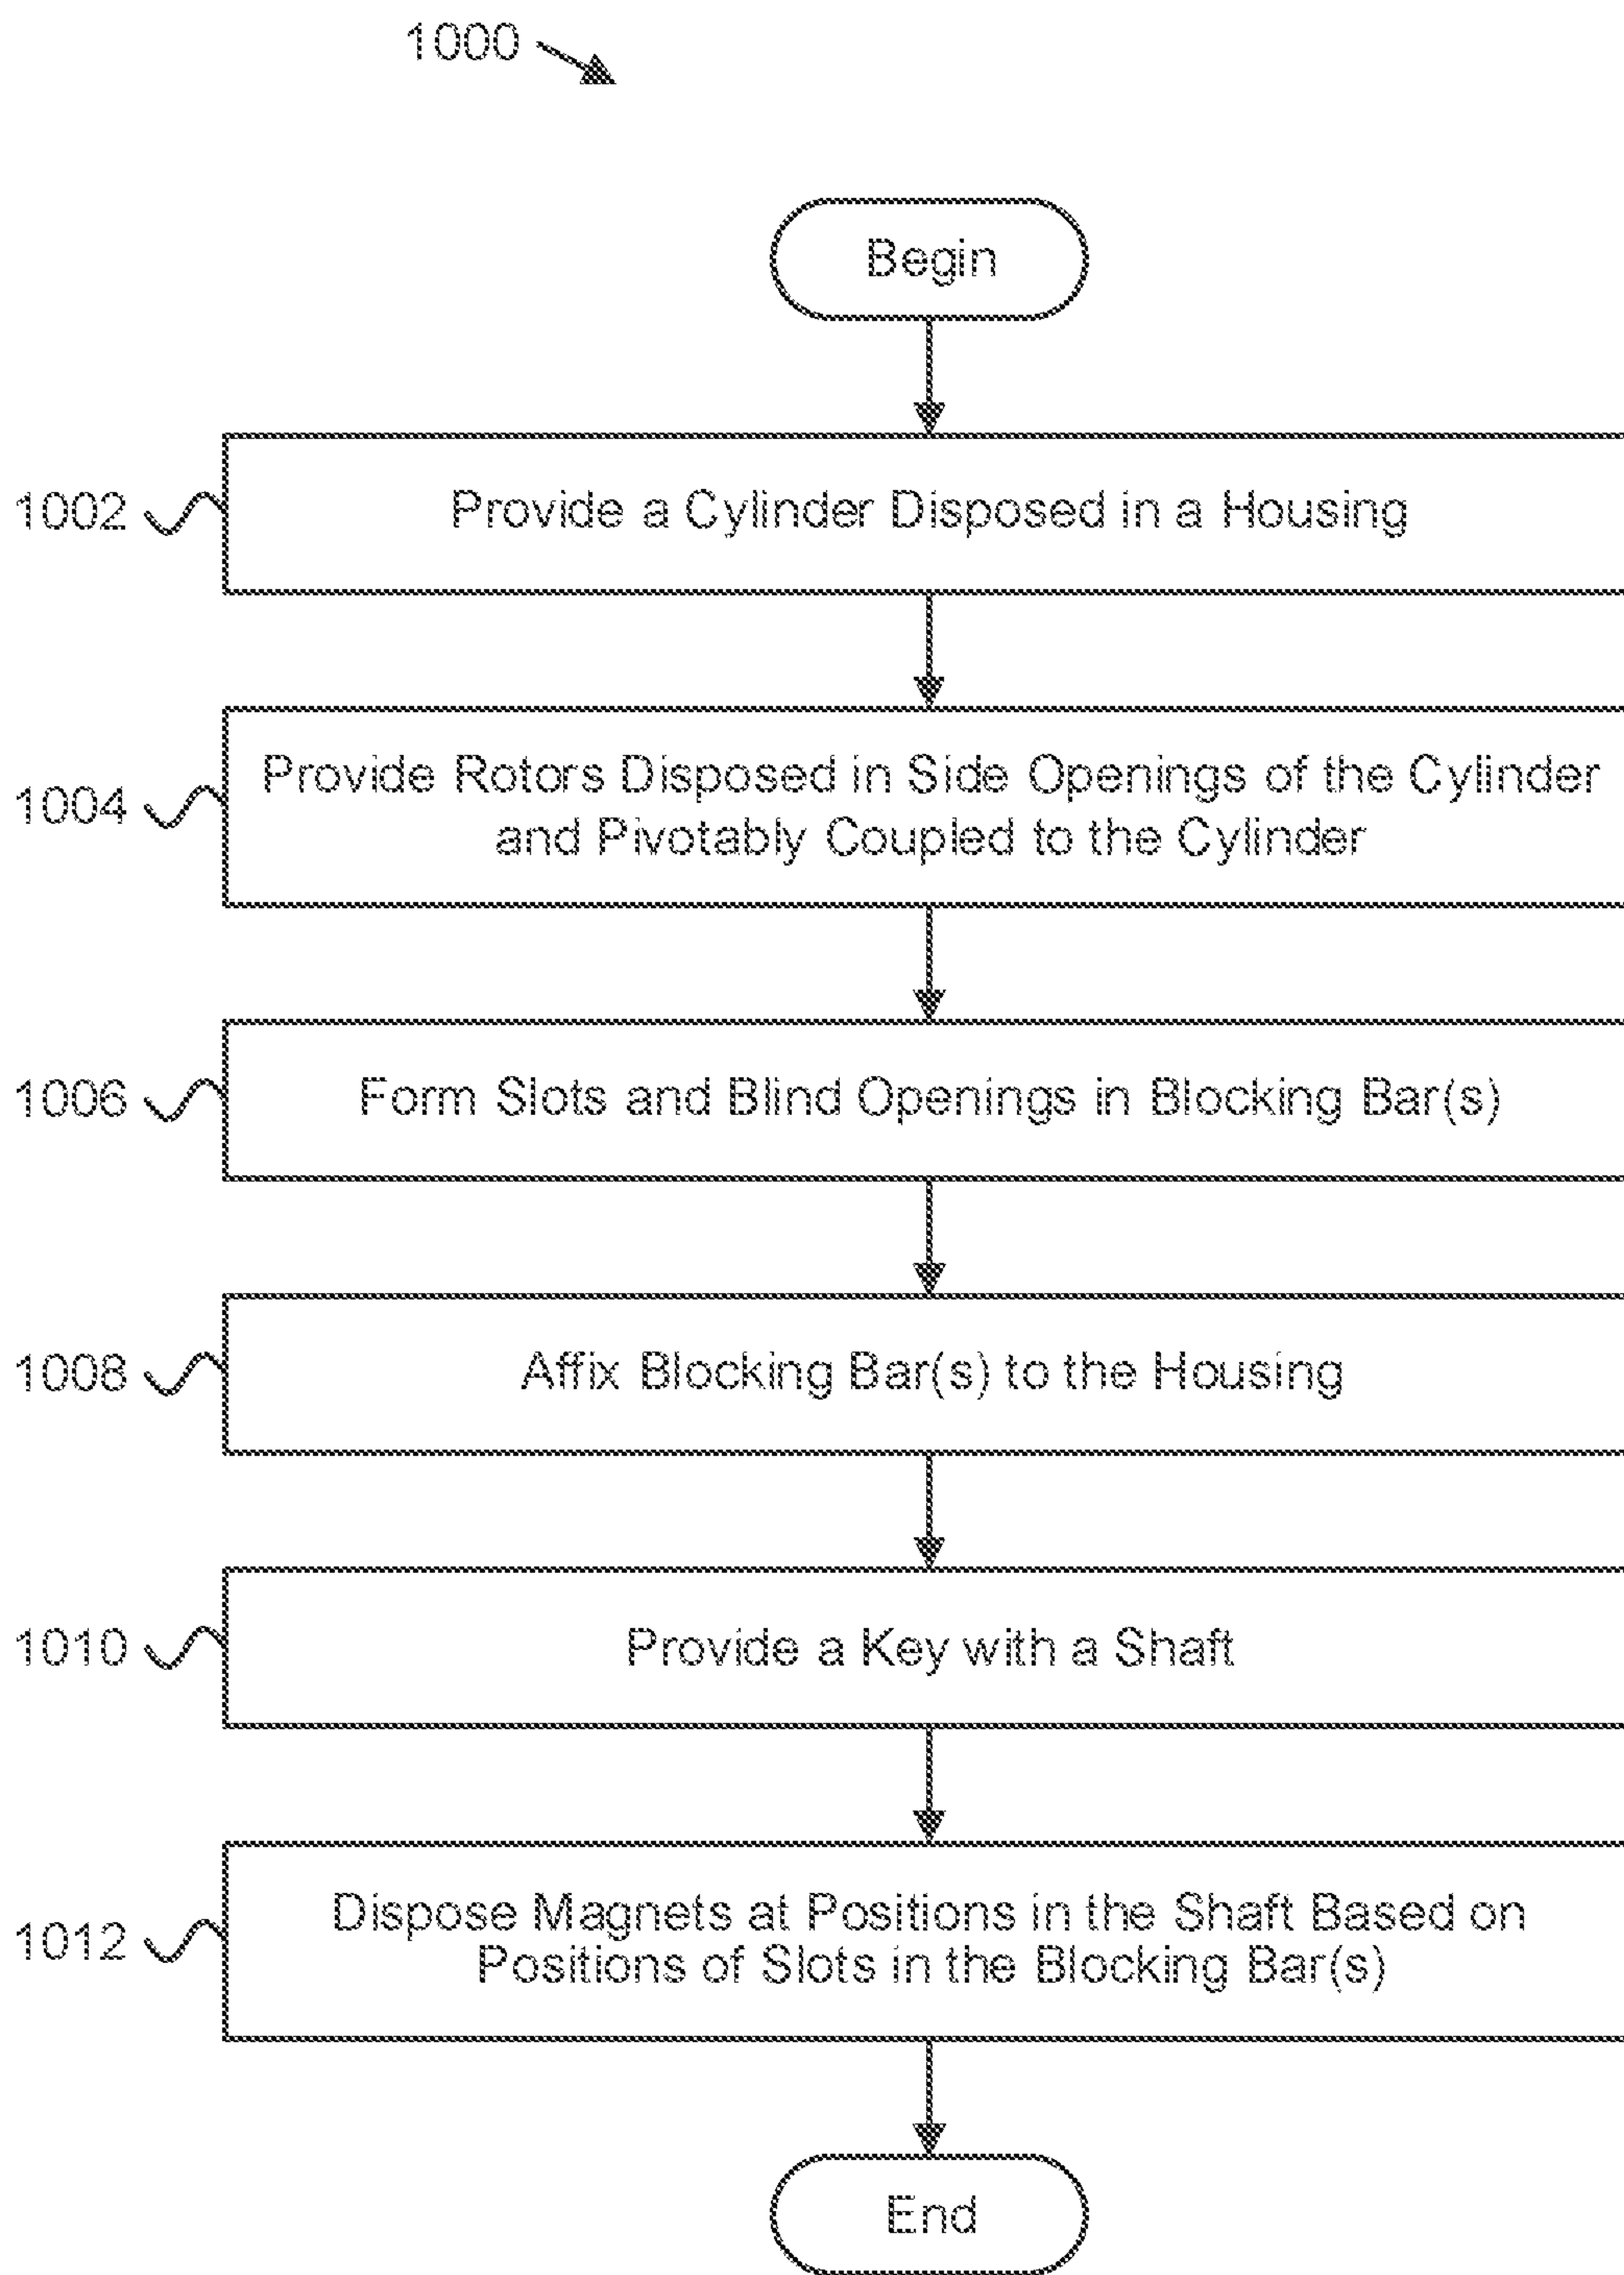 1000
Begin
1002
Provide a Cylinder Disposed in a Housing
1004
Provide Rotors Disposed in Side Openings of the Cylinder
and Pivotably Coupled to the Cylinder
1006
Form Slots and Blind Openings in Blocking Bar(s)
1008
Affix Blocking Bar(s) to the Housing
1010
Provide a Key with a Shaft
1012
Dispose Magnets at Positions in the Shaft Based on
Positions of Slots in the Blocking Bar(s)
End